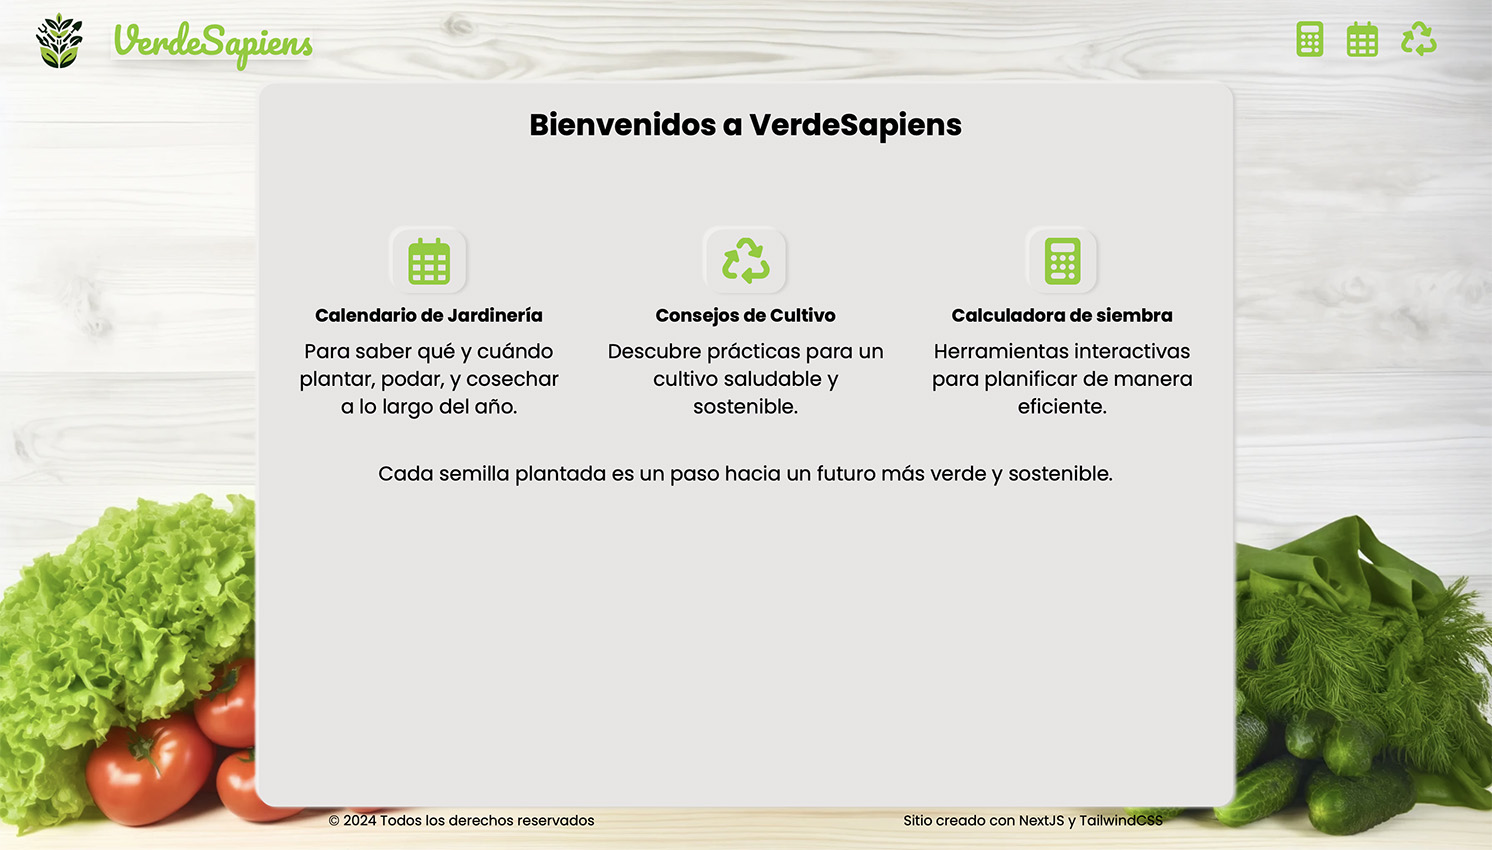 VerdeSapiens
Bienvenidos a VerdeSapiens
Calendario de Jardinería
Para saber qué y cuándo
plantar, podar, y cosechar
a lo largo del año.
Consejos de Cultivo
Descubre prácticas para un
cultivo saludable y
sostenible.
Calculadora de siembra
Herramientas interactivas
para planificar de manera
eficiente.
Cada semilla plantada es un paso hacia un futuro más verde y sostenible.
© 2024 Todos los derechos reservados
Sitio creado con NextJS y TailwindCSS